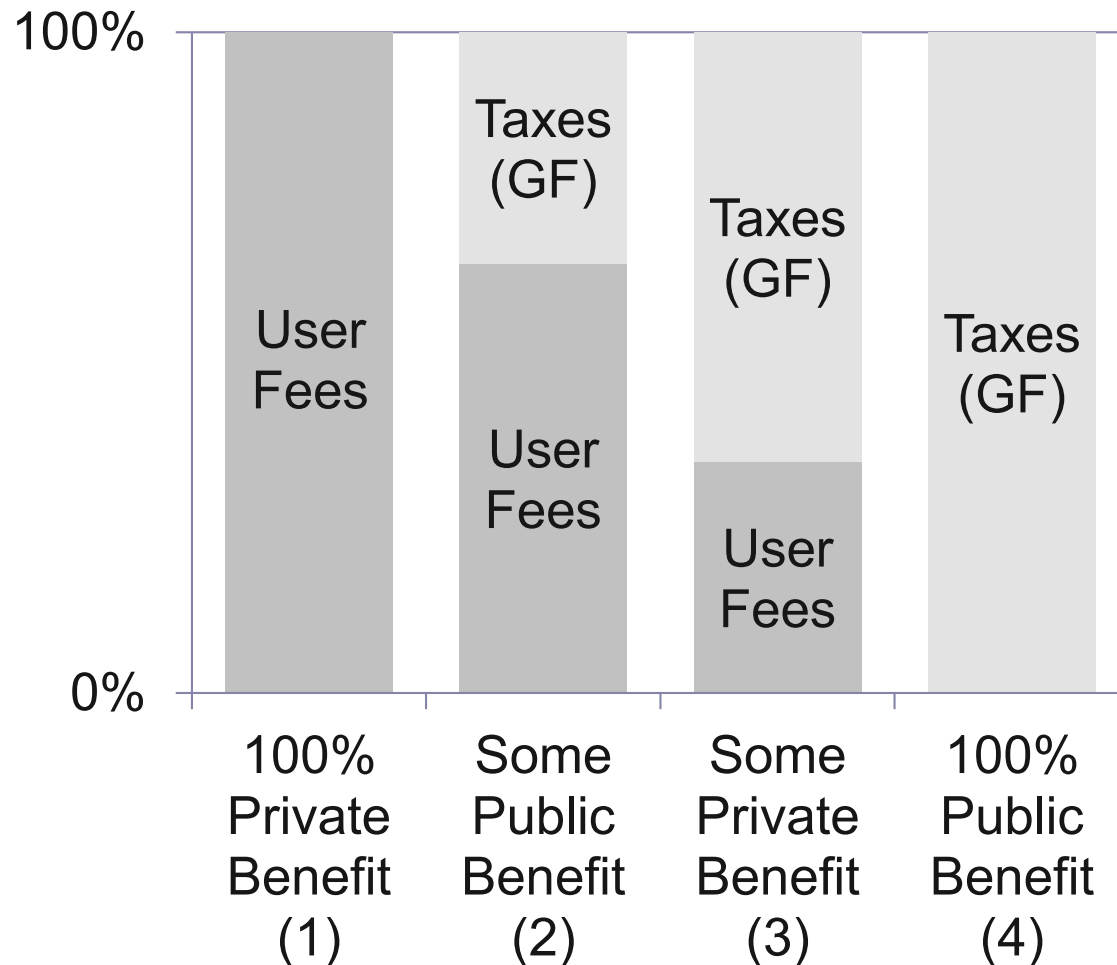 100%
0%
User
Fees
Taxes
(GF)
User
Fees
Taxes
(GF)
User
Fees
Taxes
(GF)
100%
Private
Benefit
(1)
Some
Public
Benefit
(2)
Some
Private
Benefit
(3)
100%
Public
Benefit
(4)